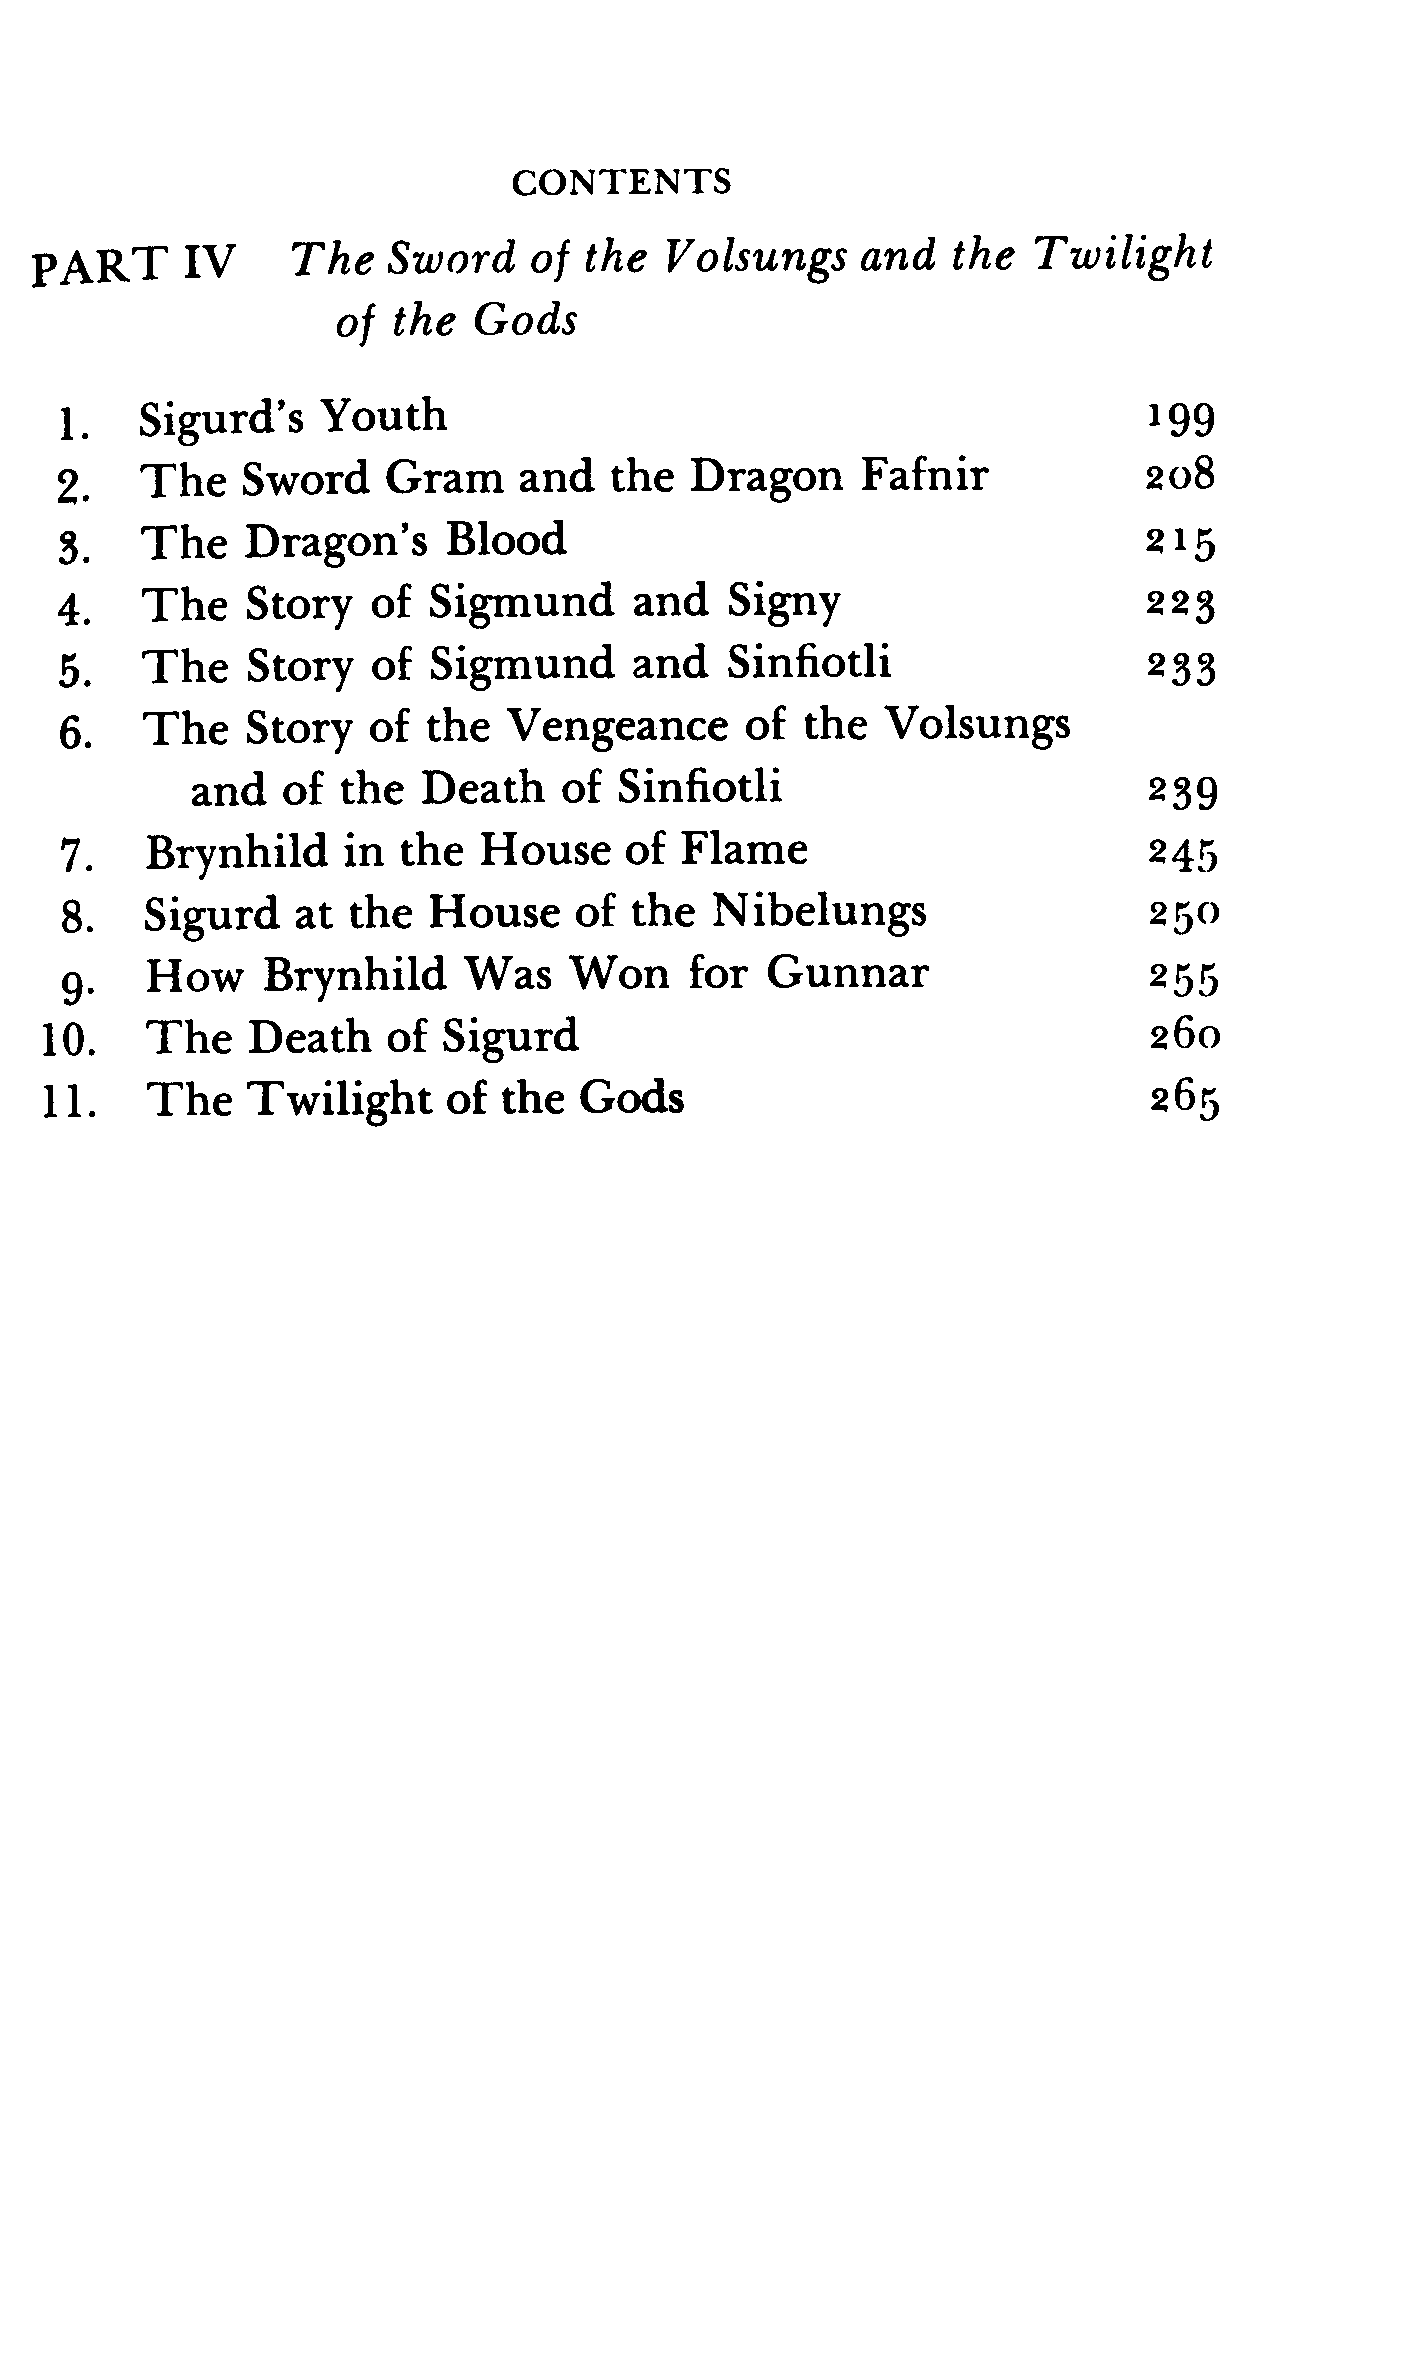 CONTENTS
PART IV The Sword of the Volsungs and the Twilight
of the Gods
1. Sigurd's Youth 199
2. The Sword Gram and the Dragon Fafnir 208
3. The Dragon's Blood 215
4. The Story of Sigmund and Signy 223
5. The Story of Sigmund and Sinfiotli 233
6. The Story of the Vengeance of the Volsungs
and of the Death of Sinfiotli 239
7. Brynhild in the House of Flame 245
8. Sigurd at the House of the Nibelungs 250
9. How Brynhild Was Won for Gunnar 255
10. The Death of Sigurd 260
11. The Twilight of the Gods 265